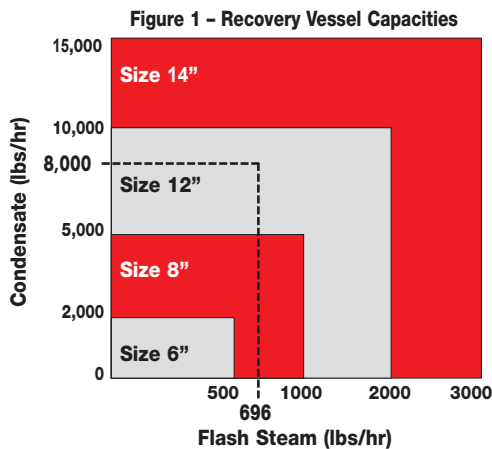 Figure 1 – Recovery Vessel Capacities
15,000
Size 14”
10,000
8,000
Size 12”
5,000
Size 8”
2,000
Size 6”
0
500 1000 2000 3000
696
Condensate (lbs/hr)
Flash Steam (lbs/hr)